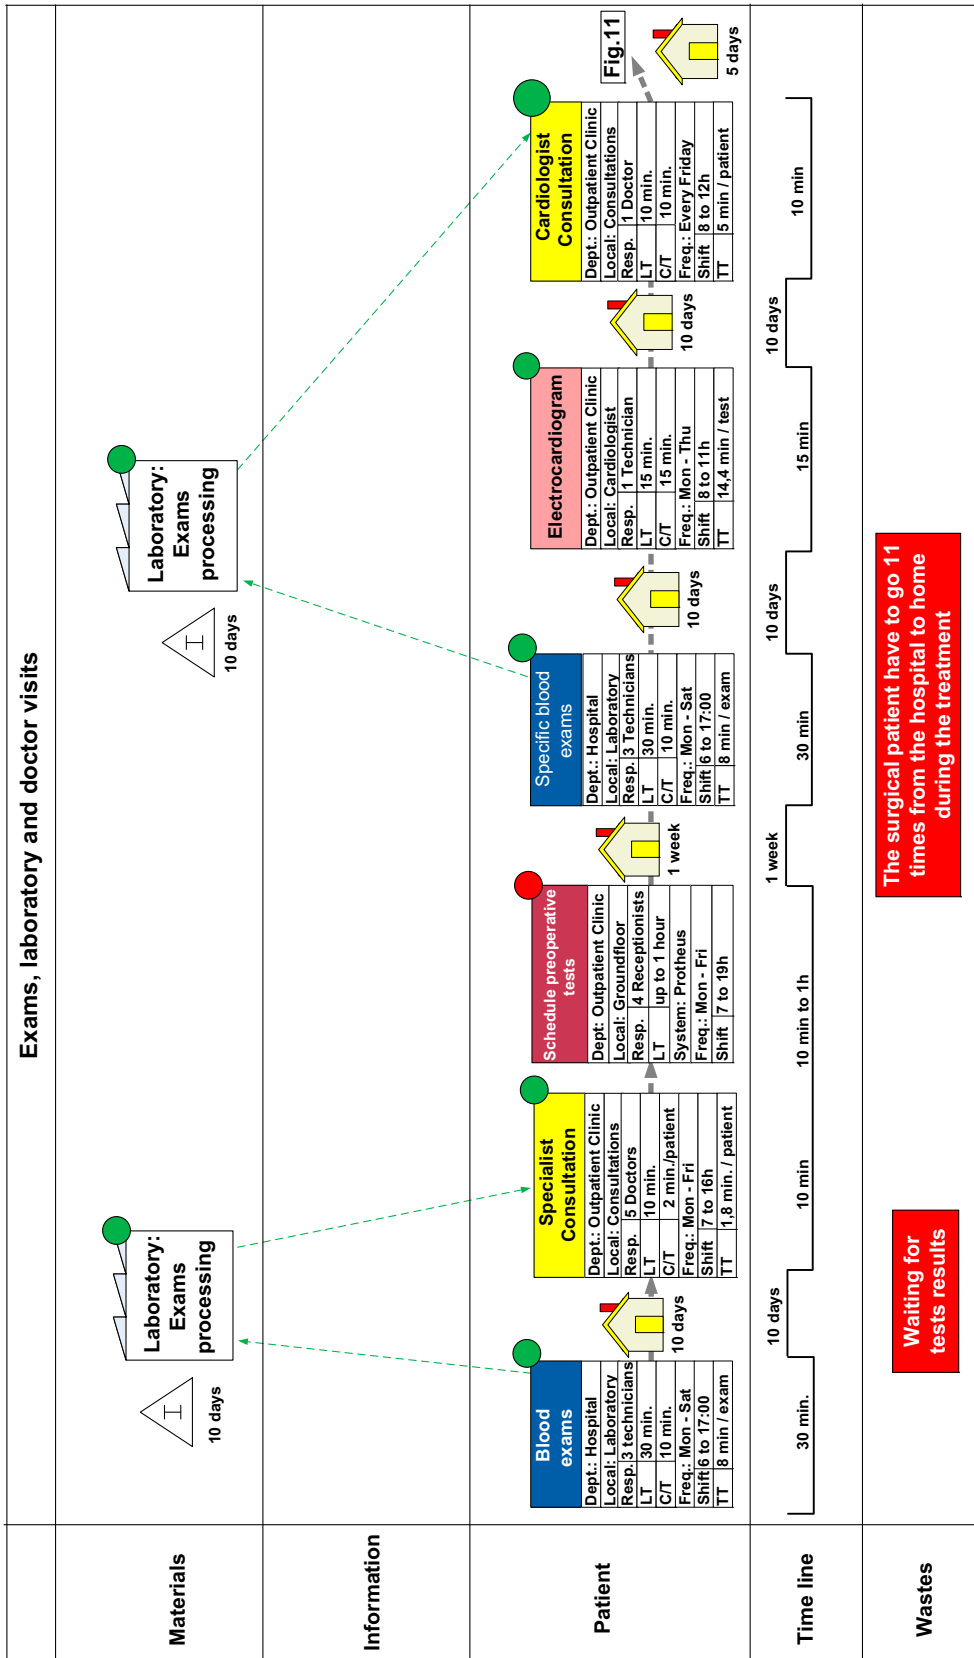 Exams, laboratory and doctor visits
Materials
Laboratory:
Exams
processing
I
10 days
Laboratory:
Exams
processing
I
10 days
Information
Patient
Blood
exams
Dept.: Hospital
Local: Laboratory
Resp. 3 technicians
LT 30 min.
C/T 10 min.
Freq.: Mon - Sat
Shift 6 to 17:00
TT 8 min / exam
10 days
Specialist
Consultation
Dept.: Outpatient Clinic
Local: Consultations
Resp. 5 Doctors
LT 10 min.
C/T 2 min./patient
Freq.: Mon - Fri
Shift 7 to 16h
TT 1,8 min. / patient
Schedule preoperative
tests
Dept: Outpatient Clinic
Local: Groundfloor
Resp. 4 Receptionists
LT up to 1 hour
System: Protheus
Freq.: Mon - Fri
Shift 7 to 19h
1 week
Specific blood
exams
Dept.: Hospital
Local: Laboratory
Resp. 3 Technicians
LT 30 min.
C/T 10 min.
Freq.: Mon - Sat
Shift 6 to 17:00
TT 8 min / exam
10 days
Electrocardiogram
Dept.: Outpatient Clinic
Local: Cardiologist
Resp. 1 Technician
LT 15 min.
C/T 15 min.
Freq.: Mon - Thu
Shift 8 to 11h
TT 14,4 min / test
10 days
Cardiologist
Consultation
Dept.: Outpatient Clinic
Local: Consultations
Resp. 1 Doctor
LT 10 min.
C/T 10 min.
Freq.: Every Friday
Shift 8 to 12h
TT 5 min / patient
Fig.11
5 days
Time line
30 min.
10 days
10 min
10 min to 1h
1 week
30 min
10 days
15 min
10 days
10 min
Wastes
Waiting for
tests results
The surgical patient have to go 11
times from the hospital to home
during the treatment